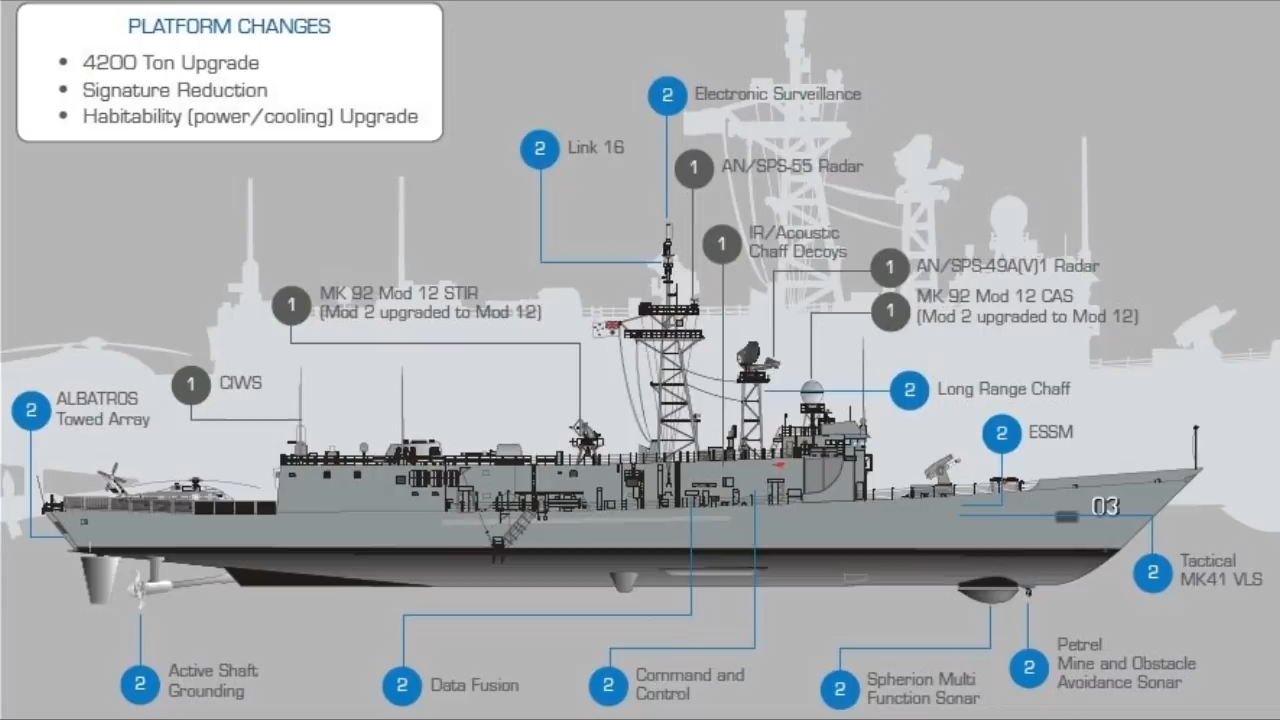 PLATFORM CHANGES
• 4200 Ton Upgrade
• Signature Reduction
• Habitability (power/cooling) Upgrade
2 Electronic Surveillance
2 Link 16
1 AN/SPS-55 Radar
1 IR/Acoustic
Chaff Decoys
1 AN/SPS-49A(V)1 Radar
1 MK 92 Mod 12 STIR
(Mod 2 upgraded to Mod 12)
1 MK 92 Mod 12 CAS
(Mod 2 upgraded to Mod 12)
1 CIWS
2 Long Range Chaff
2 ALBATROS
Towed Array
2 ESSM
03
2 Tactical
MK41 VLS
2 Active Shaft
Grounding
2 Data Fusion
2 Command and
Control
2 Spherion Multi
Function Sonar
2 Petrel
Mine and Obstacle
Avoidance Sonar